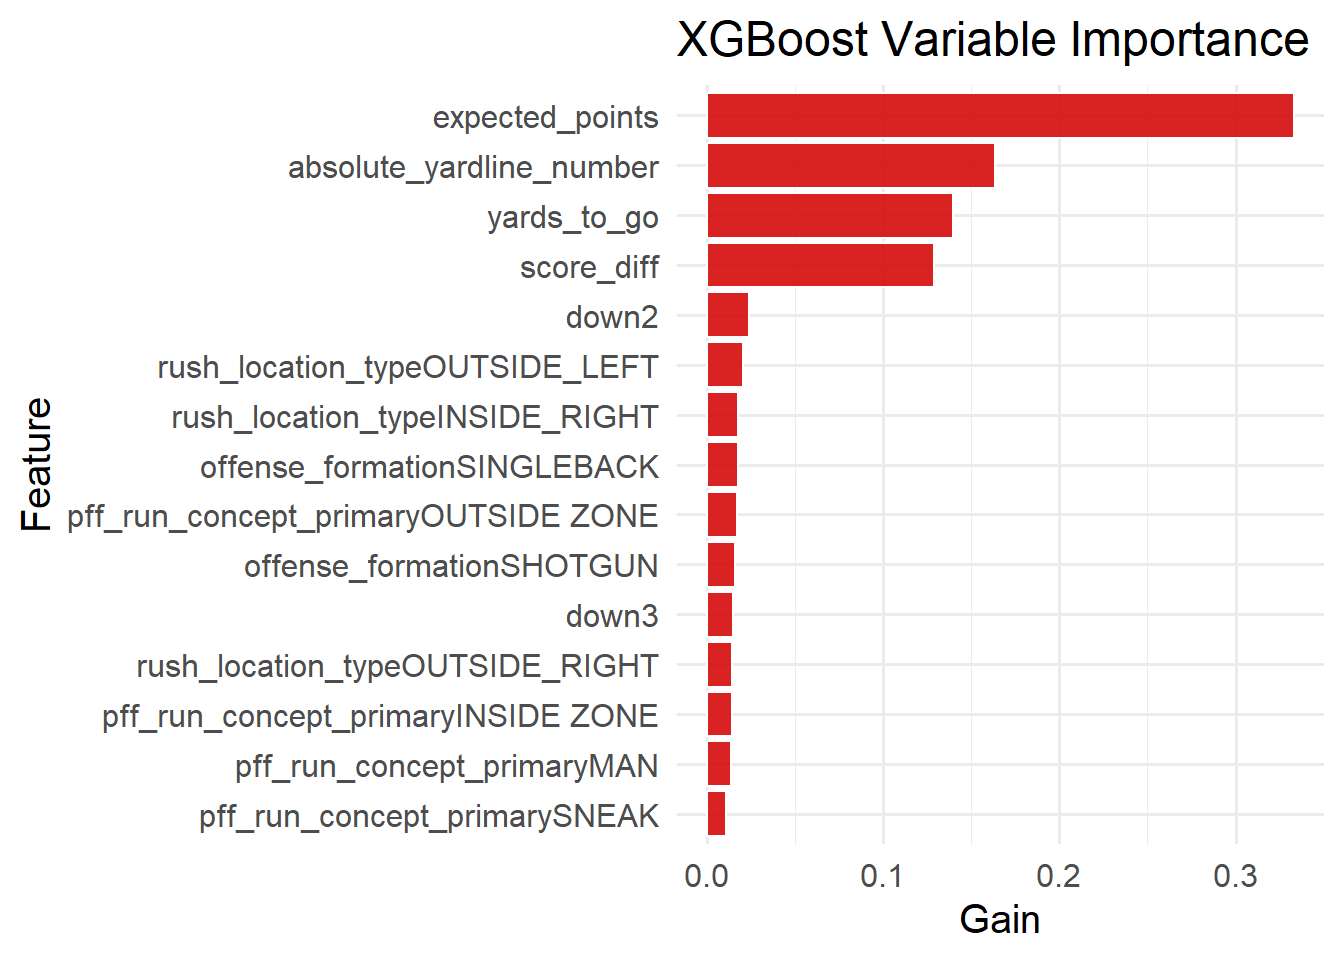 XGBoost Variable Importance
expected_points
absolute_yardline_number
yards_to_go
score_diff
down2
rush_location_typeOUTSIDE_LEFT
rush_location_typeINSIDE_RIGHT
offense_formationSINGLEBACK
pff_run_concept_primaryOUTSIDE ZONE
offense_formationSHOTGUN
down3
rush_location_typeOUTSIDE_RIGHT
pff_run_concept_primaryINSIDE ZONE
pff_run_concept_primaryMAN
pff_run_concept_primarySNEAK
Feature
0.0 0.1 0.2 0.3
Gain